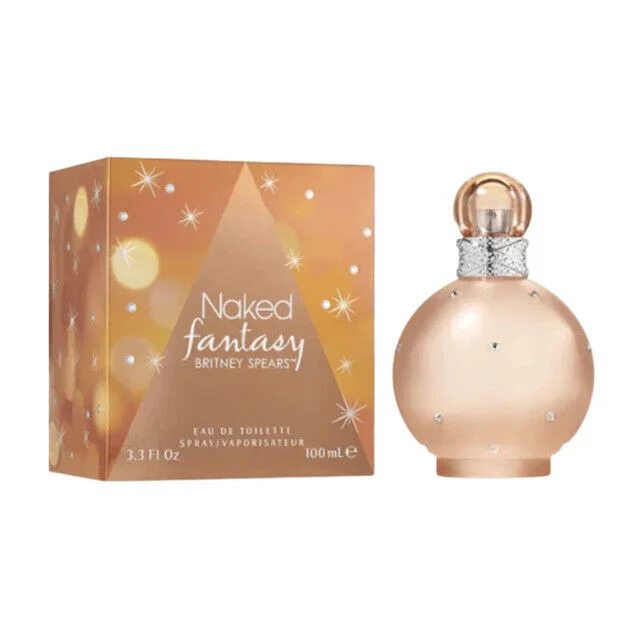 Naked
fantasy
BRITNEY SPEARS™
EAU DE TOILETTE
SPRAY/VAPORISATEUR
3.3 Fl Oz 100 mL ℮